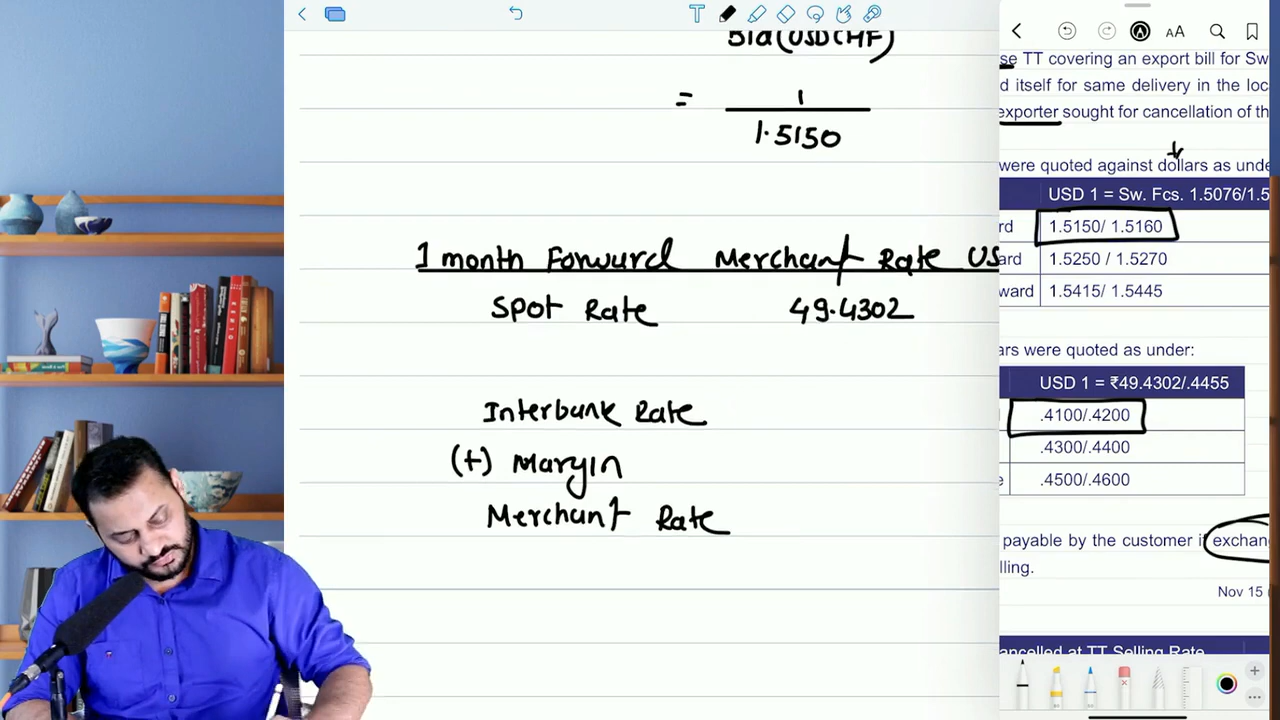 Bid(USDCHF)
= 1
1.5150
1 month Forward Merchant Rate US
SPOT Rate 49.4302
Interbank Rate
(+) Margin
Merchant Rate
T
AA
se TT covering an export bill for Sw
d itself for same delivery in the loc
exporter sought for cancellation of th
were quoted against dollars as unde
USD 1 = Sw. Fcs. 1.5076/1.5
rd 1.5150/ 1.5160
ard 1.5250 / 1.5270
ward 1.5415/ 1.5445
ars were quoted as under:
USD 1 = ₹49.4302/.4455
.4100/.4200
.4300/.4400
e .4500/.4600
payable by the customer if exchan
lling.
Nov 15
ancelled at TT Selling Rate